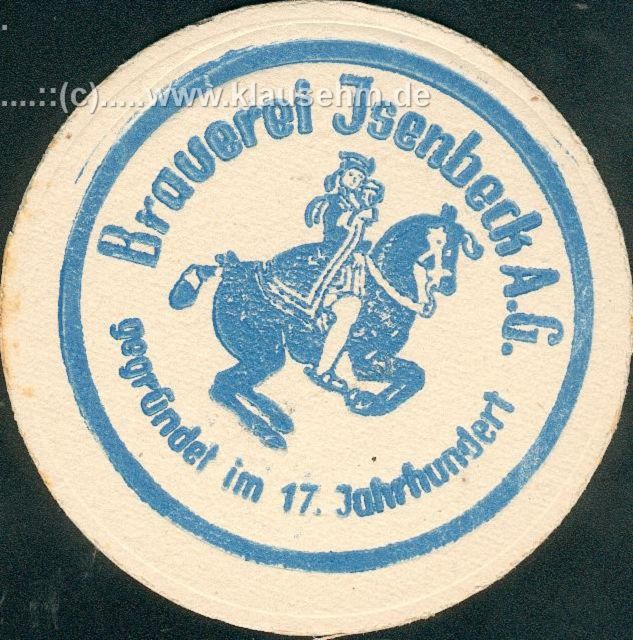 .....::(c).....www.klausehm.de
Brauerei Isenbeck A.G.
gegründet im 17. Jahrhundert